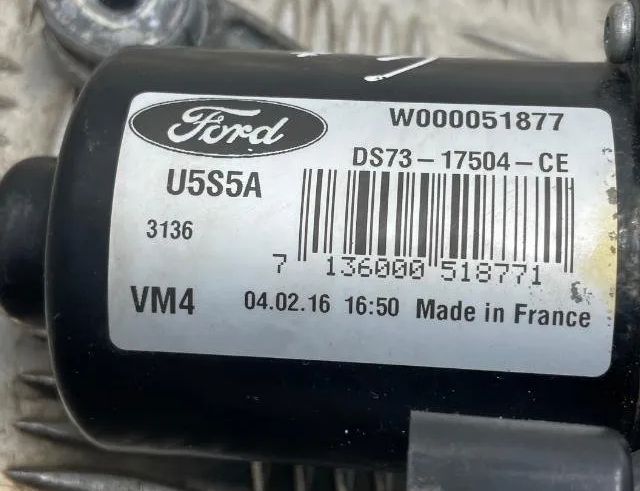 Ford
W000051877
DS73-17504-CE
U5S5A
3136
7 136000 518771
VM4 04.02.16 16:50 Made in France